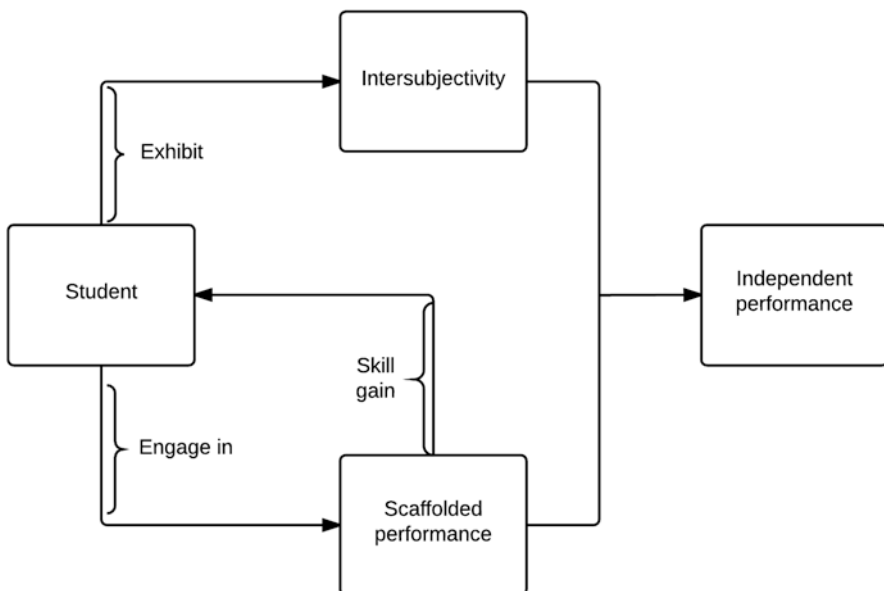 Intersubjectivity
Exhibit
Student
Independent
performance
Skill
gain
Engage in
Scaffolded
performance